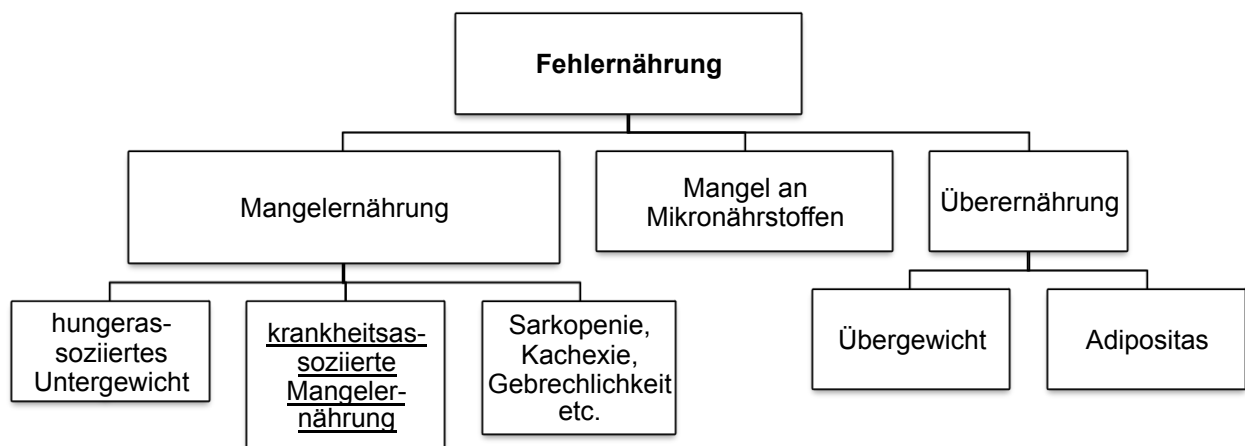 Fehlernährung
Mangelernährung
Mangel an
Mikronährstoffen
Überernährung
hungeras-
soziiertes
Untergewicht
krankheitsas-
soziierte
Mangeler-
nährung
Sarkopenie,
Kachexie,
Gebrechlichkeit
etc.
Übergewicht
Adipositas